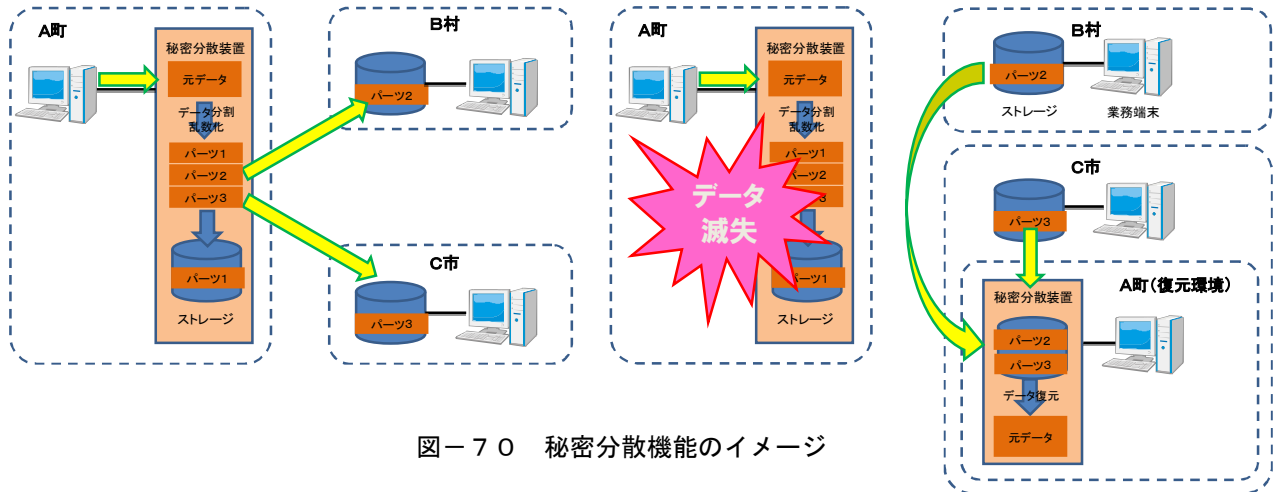 A町
秘密分散装置
元データ
データ分割
乱数化
パーツ1
パーツ2
パーツ3
パーツ1
ストレージ
B村
パーツ2
C市
パーツ3
A町
秘密分散装置
元データ
データ分割
乱数化
パーツ1
パーツ2
3
データ
滅失
パーツ1
ストレージ
B村
パーツ2
ストレージ
業務端末
C市
パーツ3
A町(復元環境)
秘密分散装置
パーツ2
パーツ3
データ復元
元データ
図-70 秘密分散機能のイメージ